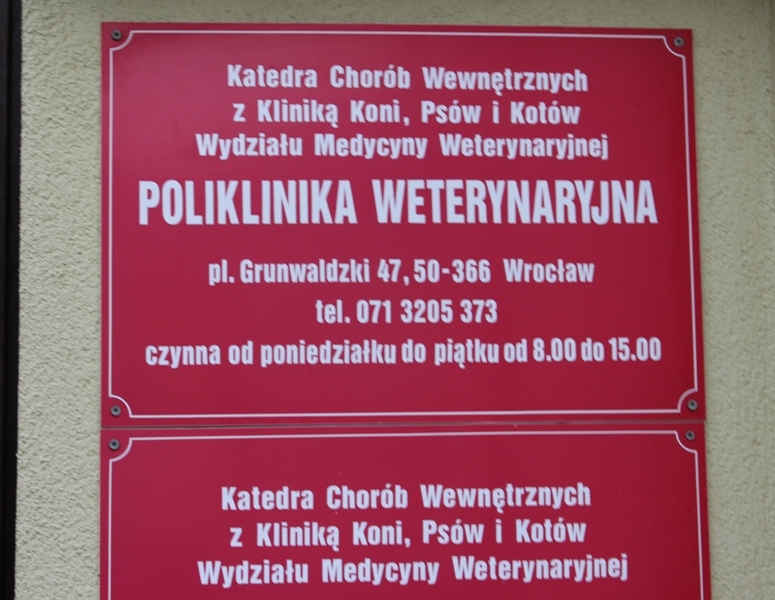 Katedra Chorób Wewnętrznych
z Kliniką Koni, Psów i Kotów
Wydziału Medycyny Weterynaryjnej
POLIKLINIKA WETERYNARYJNA
pl. Grunwaldzki 47, 50-366 Wrocław
tel. 071 3205 373
czynna od poniedziałku do piątku od 8.00 do 15.00
Katedra Chorób Wewnętrznych
z Kliniką Koni, Psów i Kotów
Wydziału Medycyny Weterynaryjnej